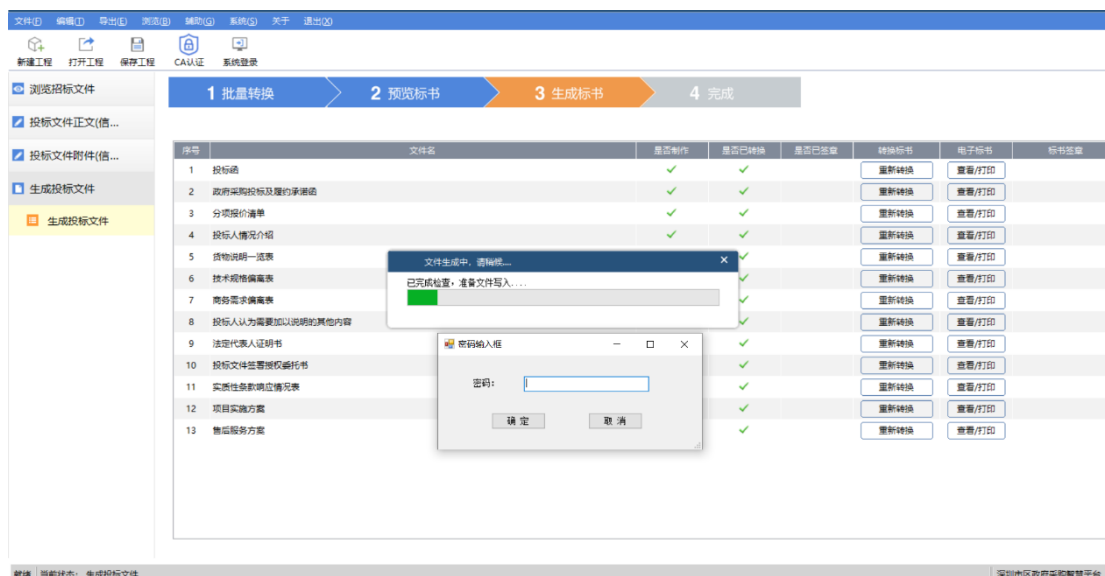 文件(F) 编辑(T) 导出(E) 浏览(B) 辅助(G) 系统(S) 关于 退出(X)
新建工程 打开工程 保存工程 CA认证 系统登录
浏览招标文件
投标文件正文(信...
投标文件附件(信...
生成投标文件
生成投标文件
1 批量转换 2 预览标书 3 生成标书 4 完成
序号 文件名 是否制作 是否已转换 是否已签章 转换标书 电子标书 标书签章
1 投标函 重新转换 查看/打印
2 政府采购投标及履约承诺函 重新转换 查看/打印
3 分项报价清单 重新转换 查看/打印
4 投标人情况介绍 重新转换 查看/打印
5 货物说明一览表 重新转换 查看/打印
6 技术规格偏离表 重新转换 查看/打印
7 商务需求偏离表 重新转换 查看/打印
8 投标人认为需要加以说明的其他内容 重新转换 查看/打印
9 法定代表人证明书 重新转换 查看/打印
10 投标文件签署授权委托书 重新转换 查看/打印
11 实质性条款响应情况表 重新转换 查看/打印
12 项目实施方案 重新转换 查看/打印
13 售后服务方案 重新转换 查看/打印
文件生成中，请稍候....
已完成检查，准备文件写入....
密码输入框
密码：
确 定 取 消
就绪 当前状态： 生成投标文件 深圳市区政府采购智慧平台